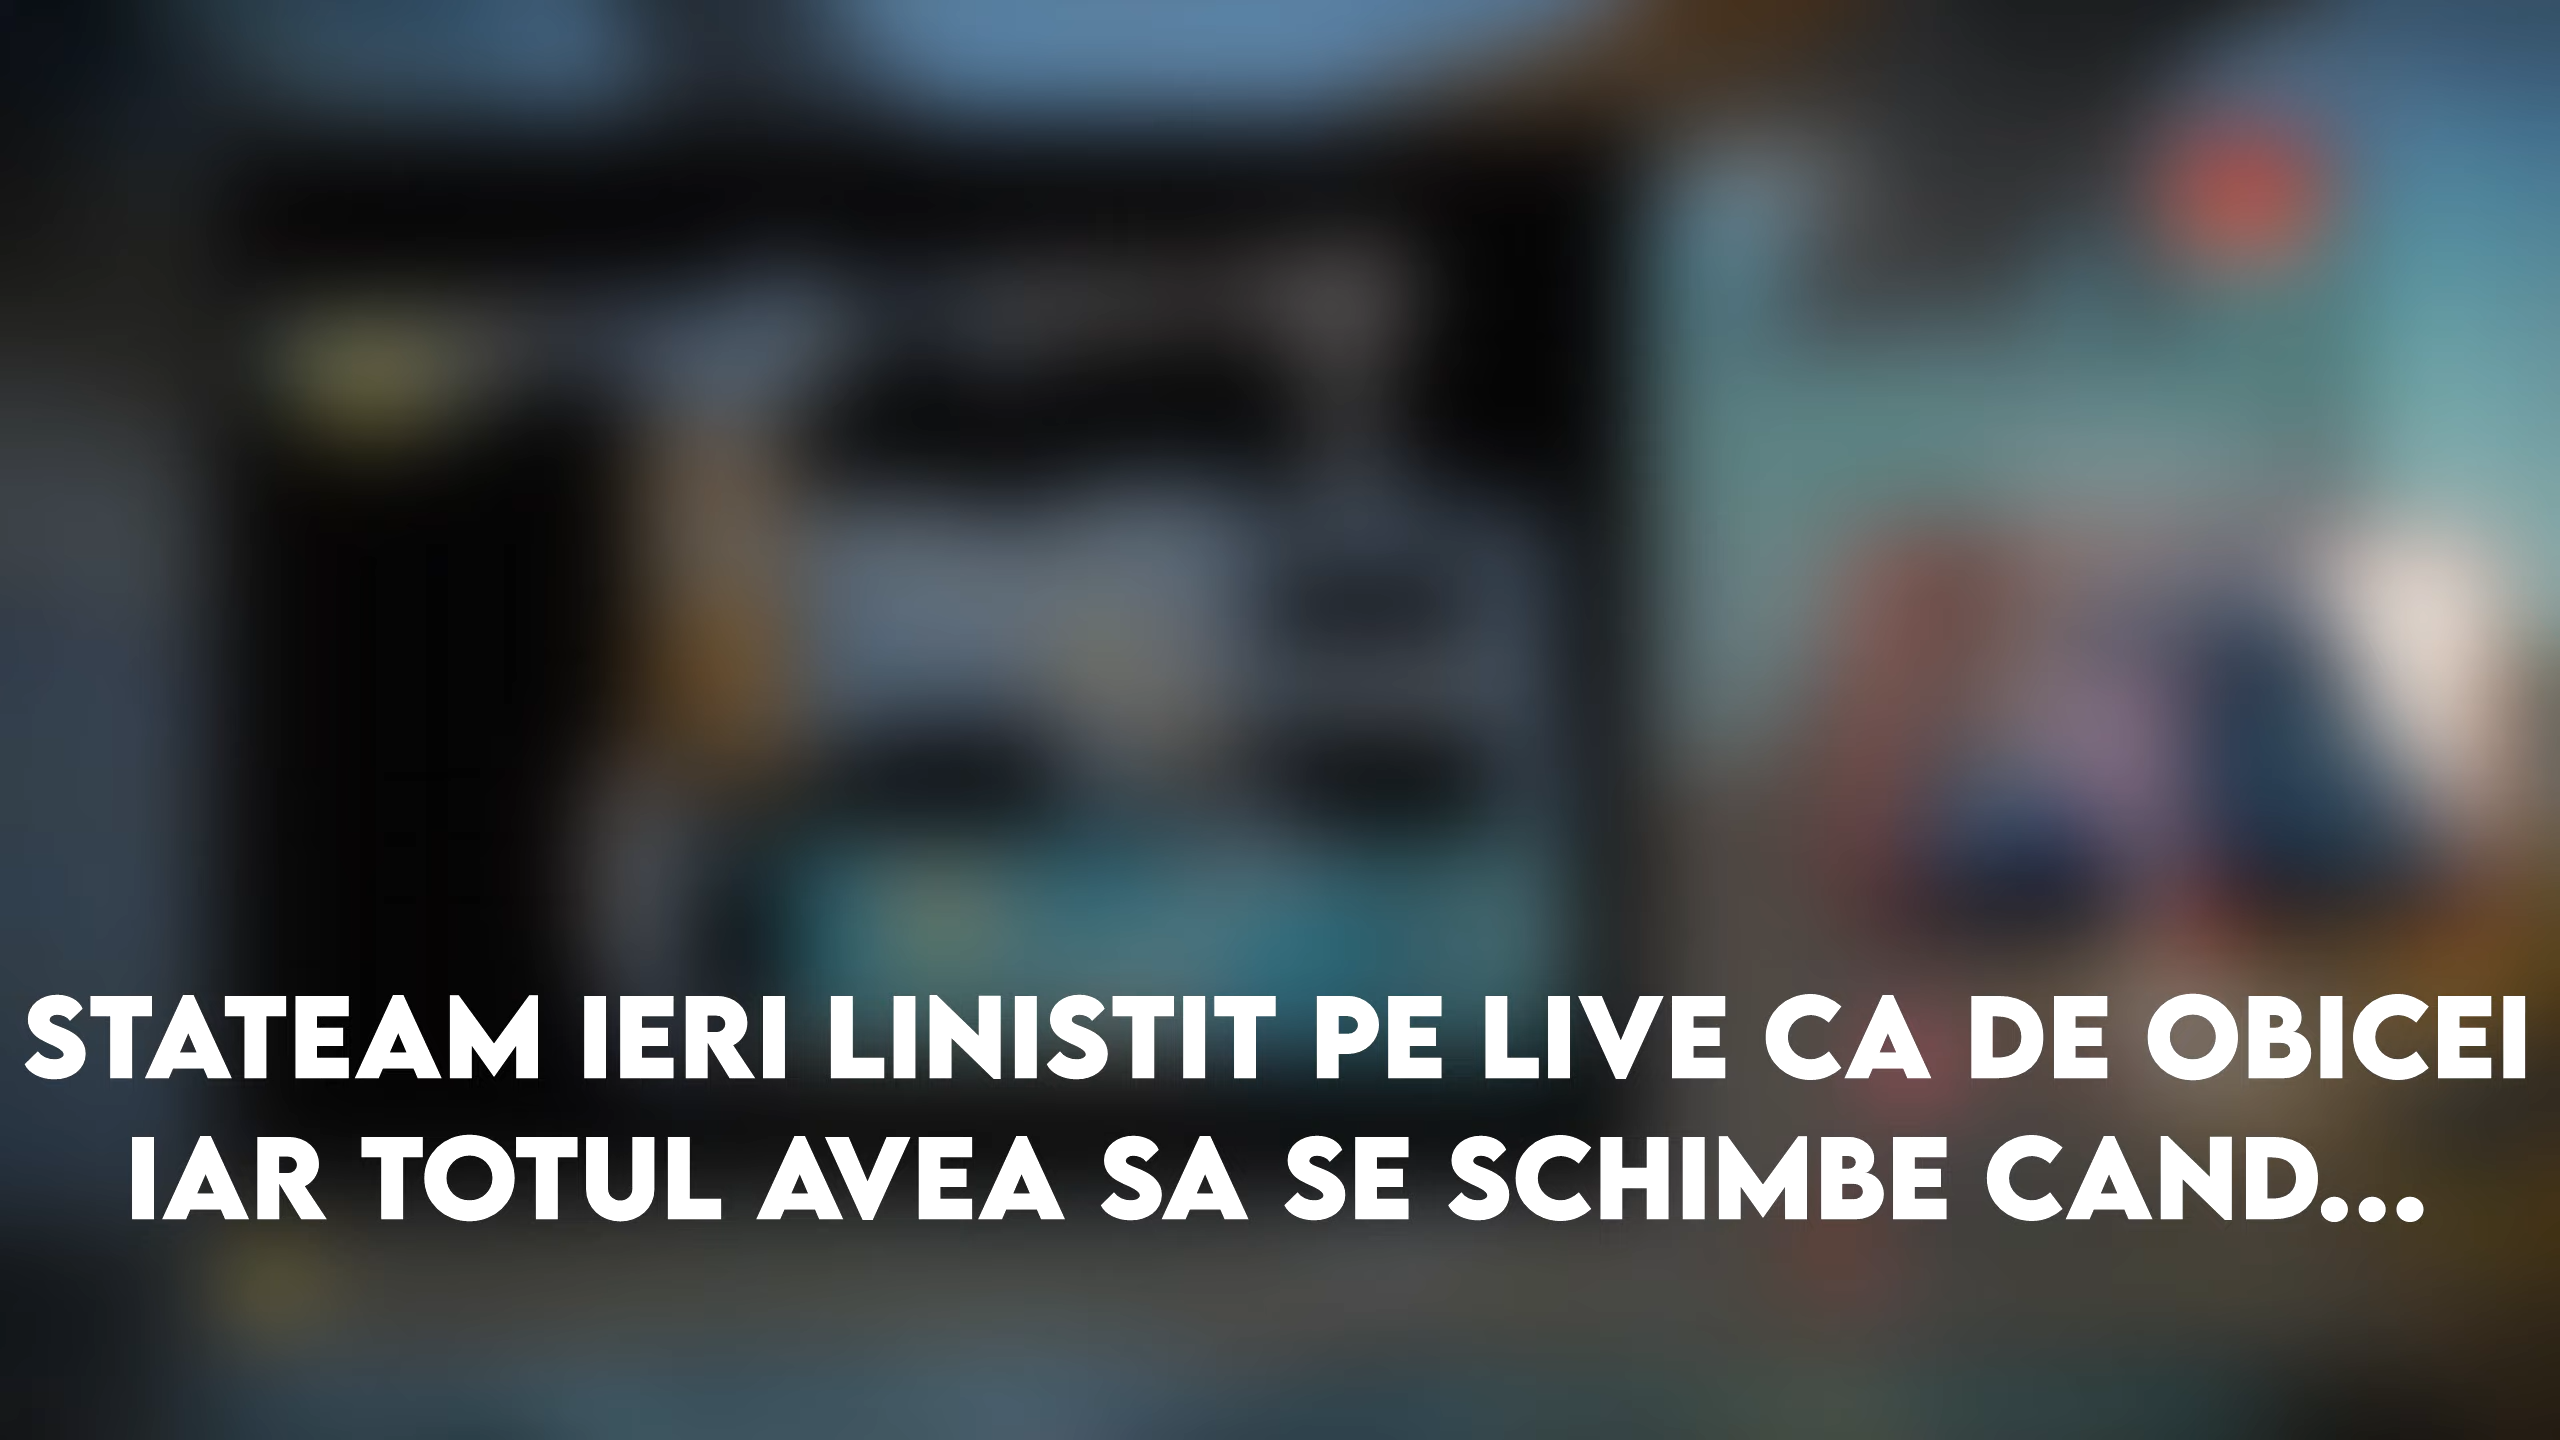 STATEAM IERI LINISTIT PE LIVE CA DE OBICEI
IAR TOTUL AVEA SA SE SCHIMBE CAND...